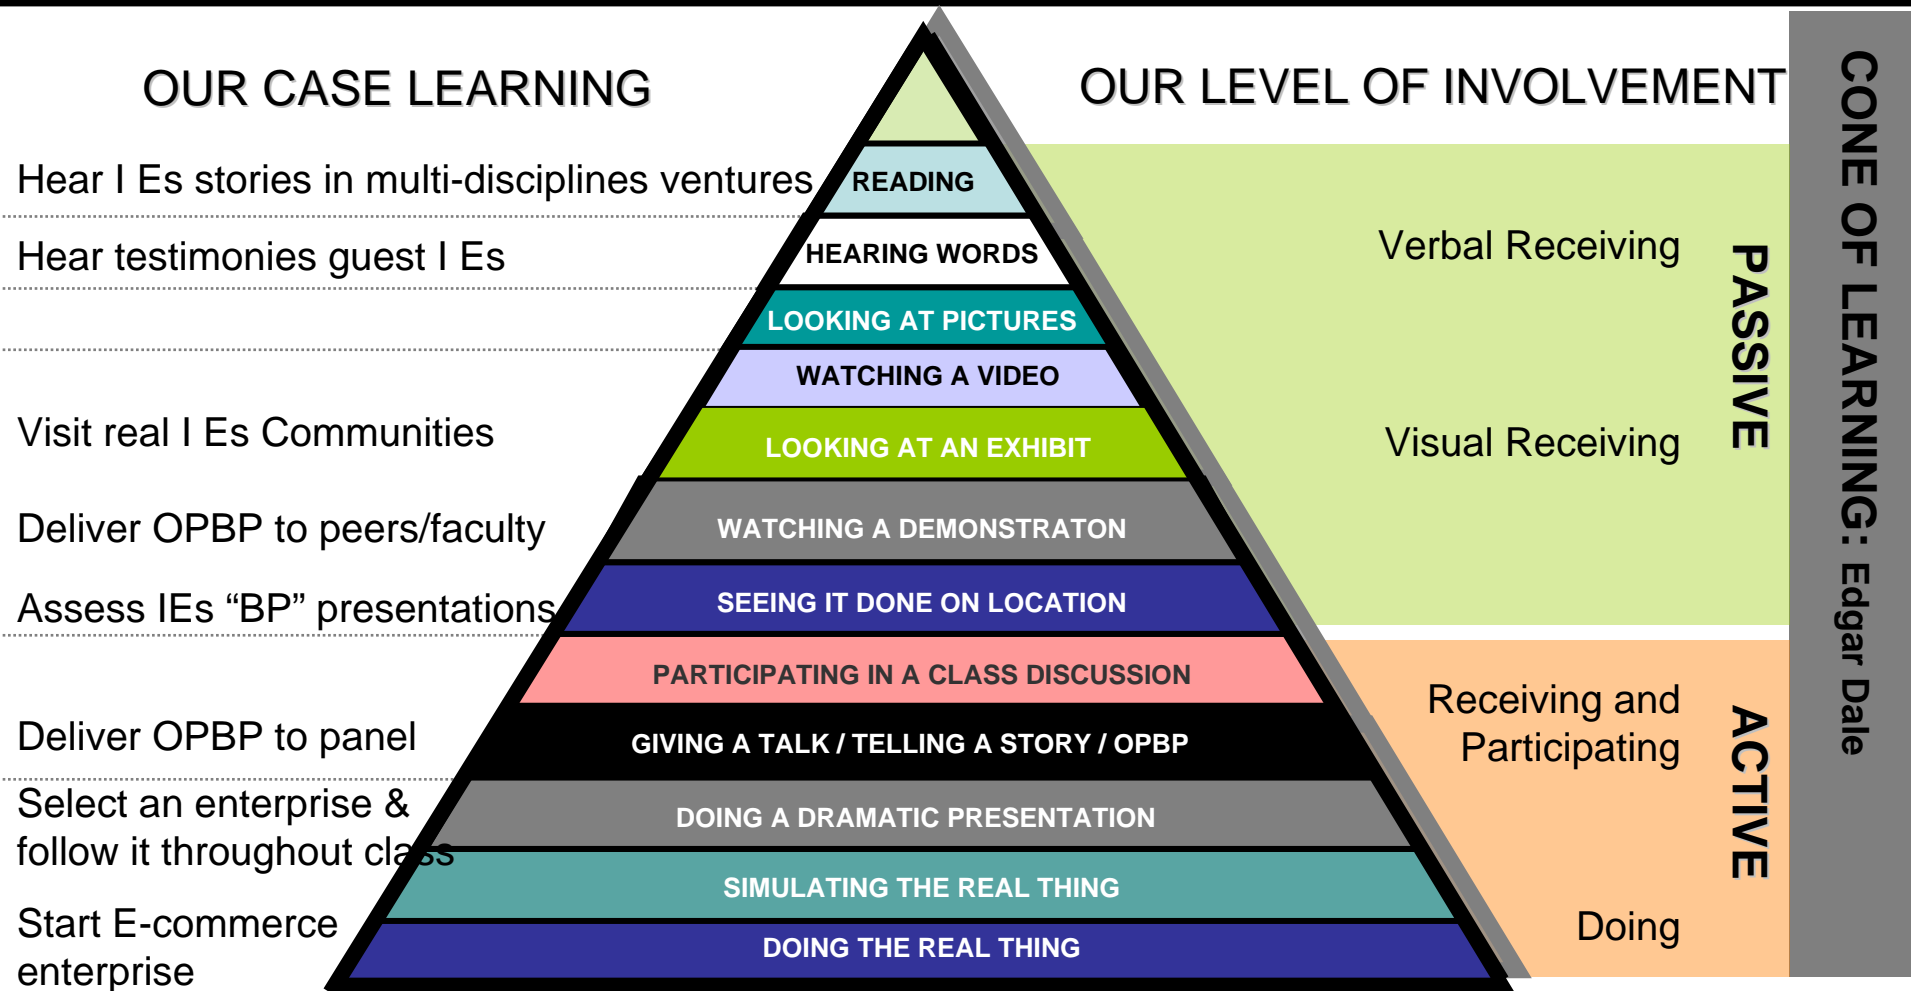 OUR CASE LEARNING
Hear I Es stories in multi-disciplines ventures
Hear testimonies guest I Es
Visit real I Es Communities
Deliver OPBP to peers/faculty
Assess IEs “BP” presentations
Deliver OPBP to panel
Select an enterprise &
follow it throughout class
Start E-commerce
enterprise
READING
HEARING WORDS
LOOKING AT PICTURES
WATCHING A VIDEO
LOOKING AT AN EXHIBIT
WATCHING A DEMONSTRATON
SEEING IT DONE ON LOCATION
PARTICIPATING IN A CLASS DISCUSSION
GIVING A TALK / TELLING A STORY / OPBP
DOING A DRAMATIC PRESENTATION
SIMULATING THE REAL THING
DOING THE REAL THING
OUR LEVEL OF INVOLVEMENT
Verbal Receiving
Visual Receiving
PASSIVE
Receiving and
Participating
Doing
ACTIVE
CONE OF LEARNING: Edgar Dale